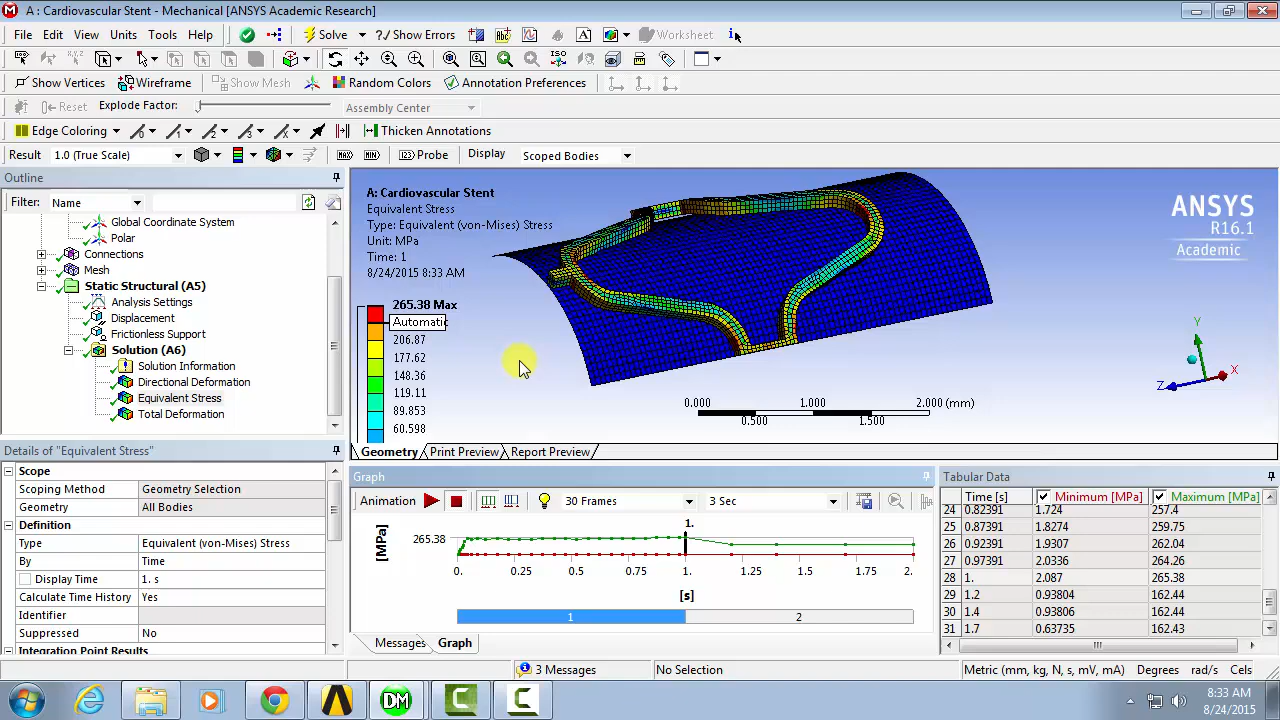 A : Cardiovascular Stent - Mechanical [ANSYS Academic Research]
File Edit View Units Tools Help Solve Show Errors Worksheet
Show Vertices Wireframe Show Mesh Random Colors Annotation Preferences
Reset Explode Factor: Assembly Center
Edge Coloring Thicken Annotations
Result 1.0 (True Scale) MAX MIN Probe Display Scoped Bodies
Outline
Filter: Name
Global Coordinate System
Polar
Connections
Mesh
Static Structural (A5)
Analysis Settings
Displacement
Frictionless Support
Solution (A6)
Solution Information
Directional Deformation
Equivalent Stress
Total Deformation
Details of "Equivalent Stress"
Scope
Scoping Method Geometry Selection
Geometry All Bodies
Definition
Type Equivalent (von-Mises) Stress
By Time
Display Time 1. s
Calculate Time History Yes
Identifier
Suppressed No
Integration Point Results
A: Cardiovascular Stent
Equivalent Stress
Type: Equivalent (von-Mises) Stress
Unit: MPa
Time: 1
8/24/2015 8:33 AM
265.38 Max
Automatic
206.87
177.62
148.36
119.11
89.853
60.598
ANSYS
R16.1
Academic
Y
X
Z
0.000 1.000 2.000 (mm)
0.500 1.500
Geometry Print Preview Report Preview
Graph
Animation 30 Frames 3 Sec
[MPa]
265.38
1.
0. 0.25 0.5 0.75 1. 1.25 1.5 1.75 2.
[s]
1 2
Messages Graph
Tabular Data
Time [s] Minimum [MPa] Maximum [MPa]
24 0.82391 1.724 257.4
25 0.87391 1.8274 259.75
26 0.92391 1.9307 262.04
27 0.97391 2.0336 264.26
28 1. 2.087 265.38
29 1.2 0.93804 162.44
30 1.4 0.93806 162.44
31 1.7 0.63735 162.43
3 Messages No Selection Metric (mm, kg, N, s, mV, mA) Degrees rad/s Cels
DM
8:33 AM
8/24/2015